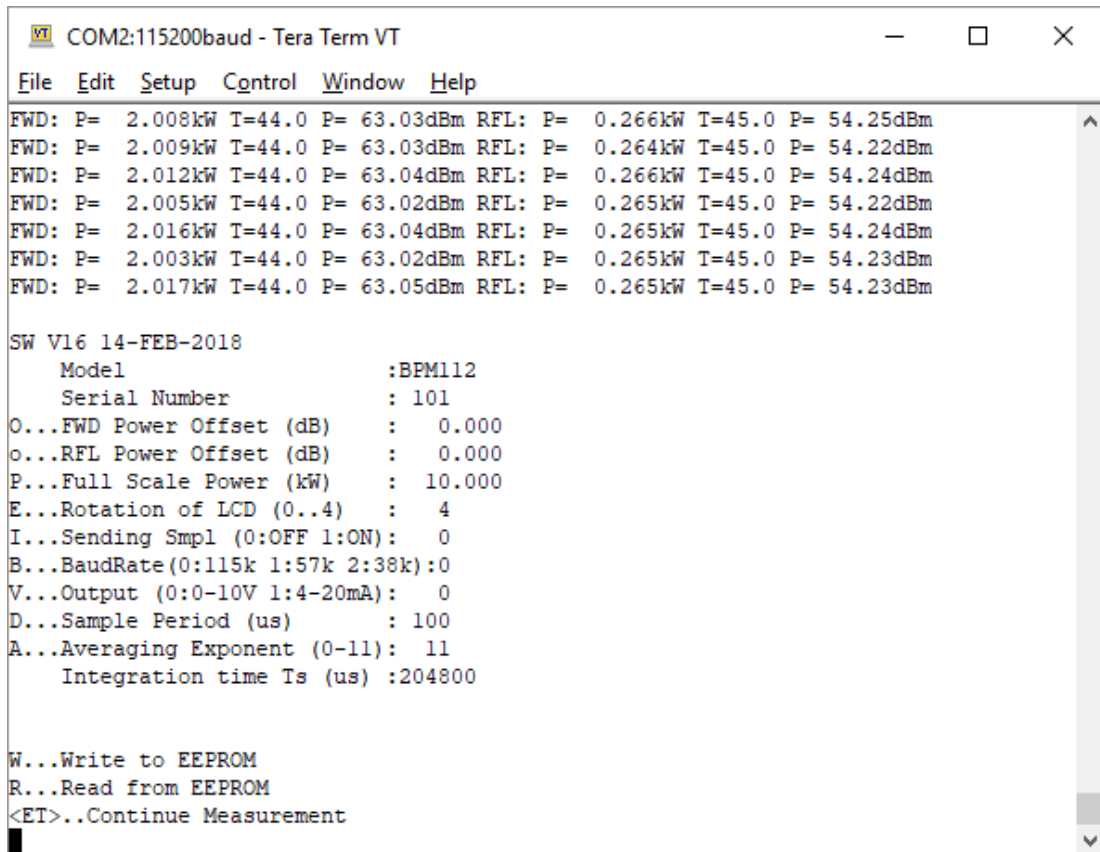 VT COM2:115200baud - Tera Term VT
File Edit Setup Control Window Help
FWD: P=  2.008kW T=44.0 P= 63.03dBm RFL: P=  0.266kW T=45.0 P= 54.25dBm
FWD: P=  2.009kW T=44.0 P= 63.03dBm RFL: P=  0.264kW T=45.0 P= 54.22dBm
FWD: P=  2.012kW T=44.0 P= 63.04dBm RFL: P=  0.266kW T=45.0 P= 54.24dBm
FWD: P=  2.005kW T=44.0 P= 63.02dBm RFL: P=  0.265kW T=45.0 P= 54.22dBm
FWD: P=  2.016kW T=44.0 P= 63.04dBm RFL: P=  0.265kW T=45.0 P= 54.24dBm
FWD: P=  2.003kW T=44.0 P= 63.02dBm RFL: P=  0.265kW T=45.0 P= 54.23dBm
FWD: P=  2.017kW T=44.0 P= 63.05dBm RFL: P=  0.265kW T=45.0 P= 54.23dBm
SW V16 14-FEB-2018
    Model                :BPM112
    Serial Number         : 101
O...FWD Power Offset (dB)    :   0.000
o...RFL Power Offset (dB)    :   0.000
P...Full Scale Power (kW)    :  10.000
E...Rotation of LCD (0..4)   :   4
I...Sending Smpl (0:OFF 1:ON):   0
B...BaudRate(0:115k 1:57k 2:38k):0
V...Output (0:0-10V 1:4-20mA):   0
D...Sample Period (us)       : 100
A...Averaging Exponent (0-11):  11
    Integration time Ts (us) :204800
W...Write to EEPROM
R...Read from EEPROM
<ET>..Continue Measurement